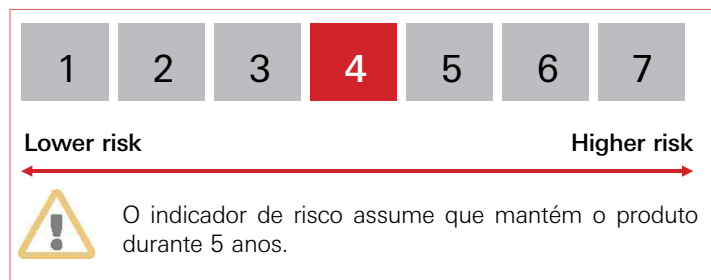 1 2 3 4 5 6 7
Lower risk Higher risk
O indicador de risco assume que mantém o produto
durante 5 anos.